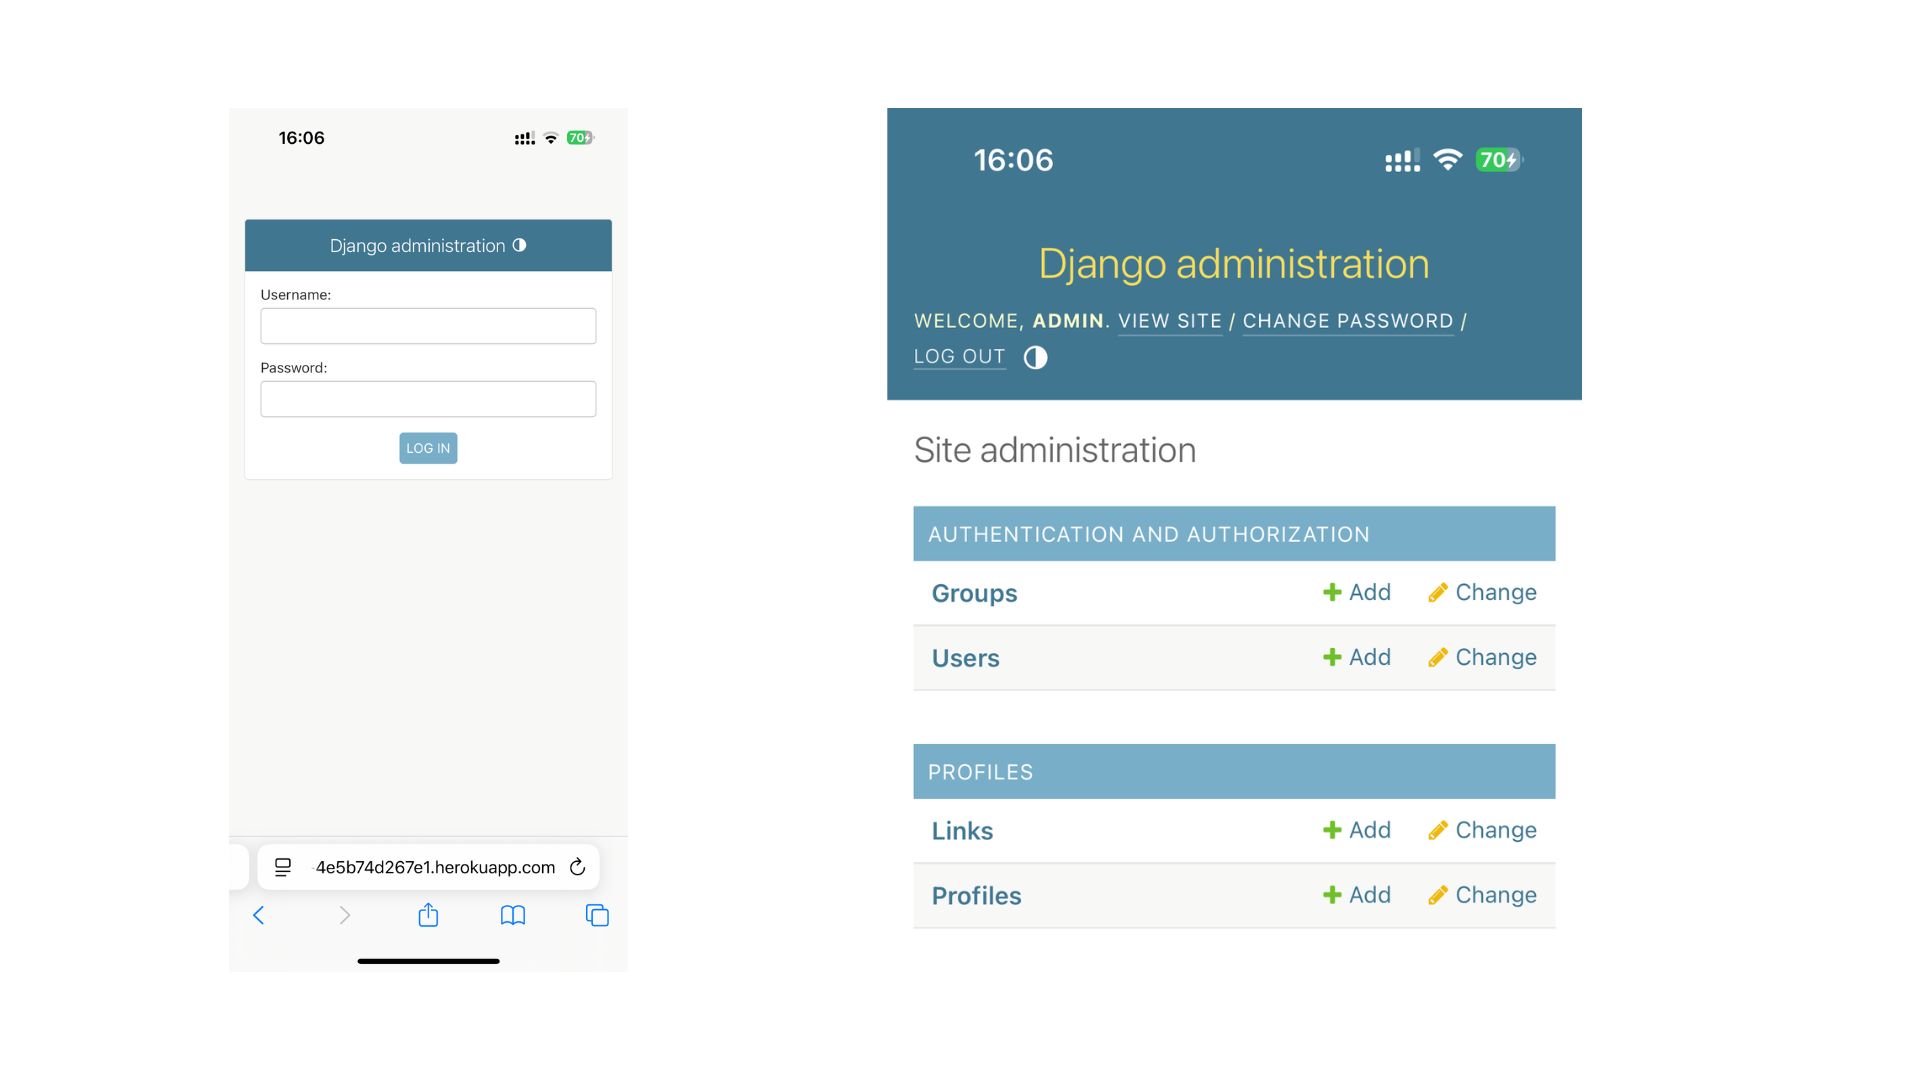 16:06
70
Django administration
Username:
Password:
LOG IN
-4e5b74d267e1.herokuapp.com
16:06
70
Django administration
WELCOME, ADMIN. VIEW SITE / CHANGE PASSWORD /
LOG OUT
Site administration
AUTHENTICATION AND AUTHORIZATION
Groups Add Change
Users Add Change
PROFILES
Links Add Change
Profiles Add Change